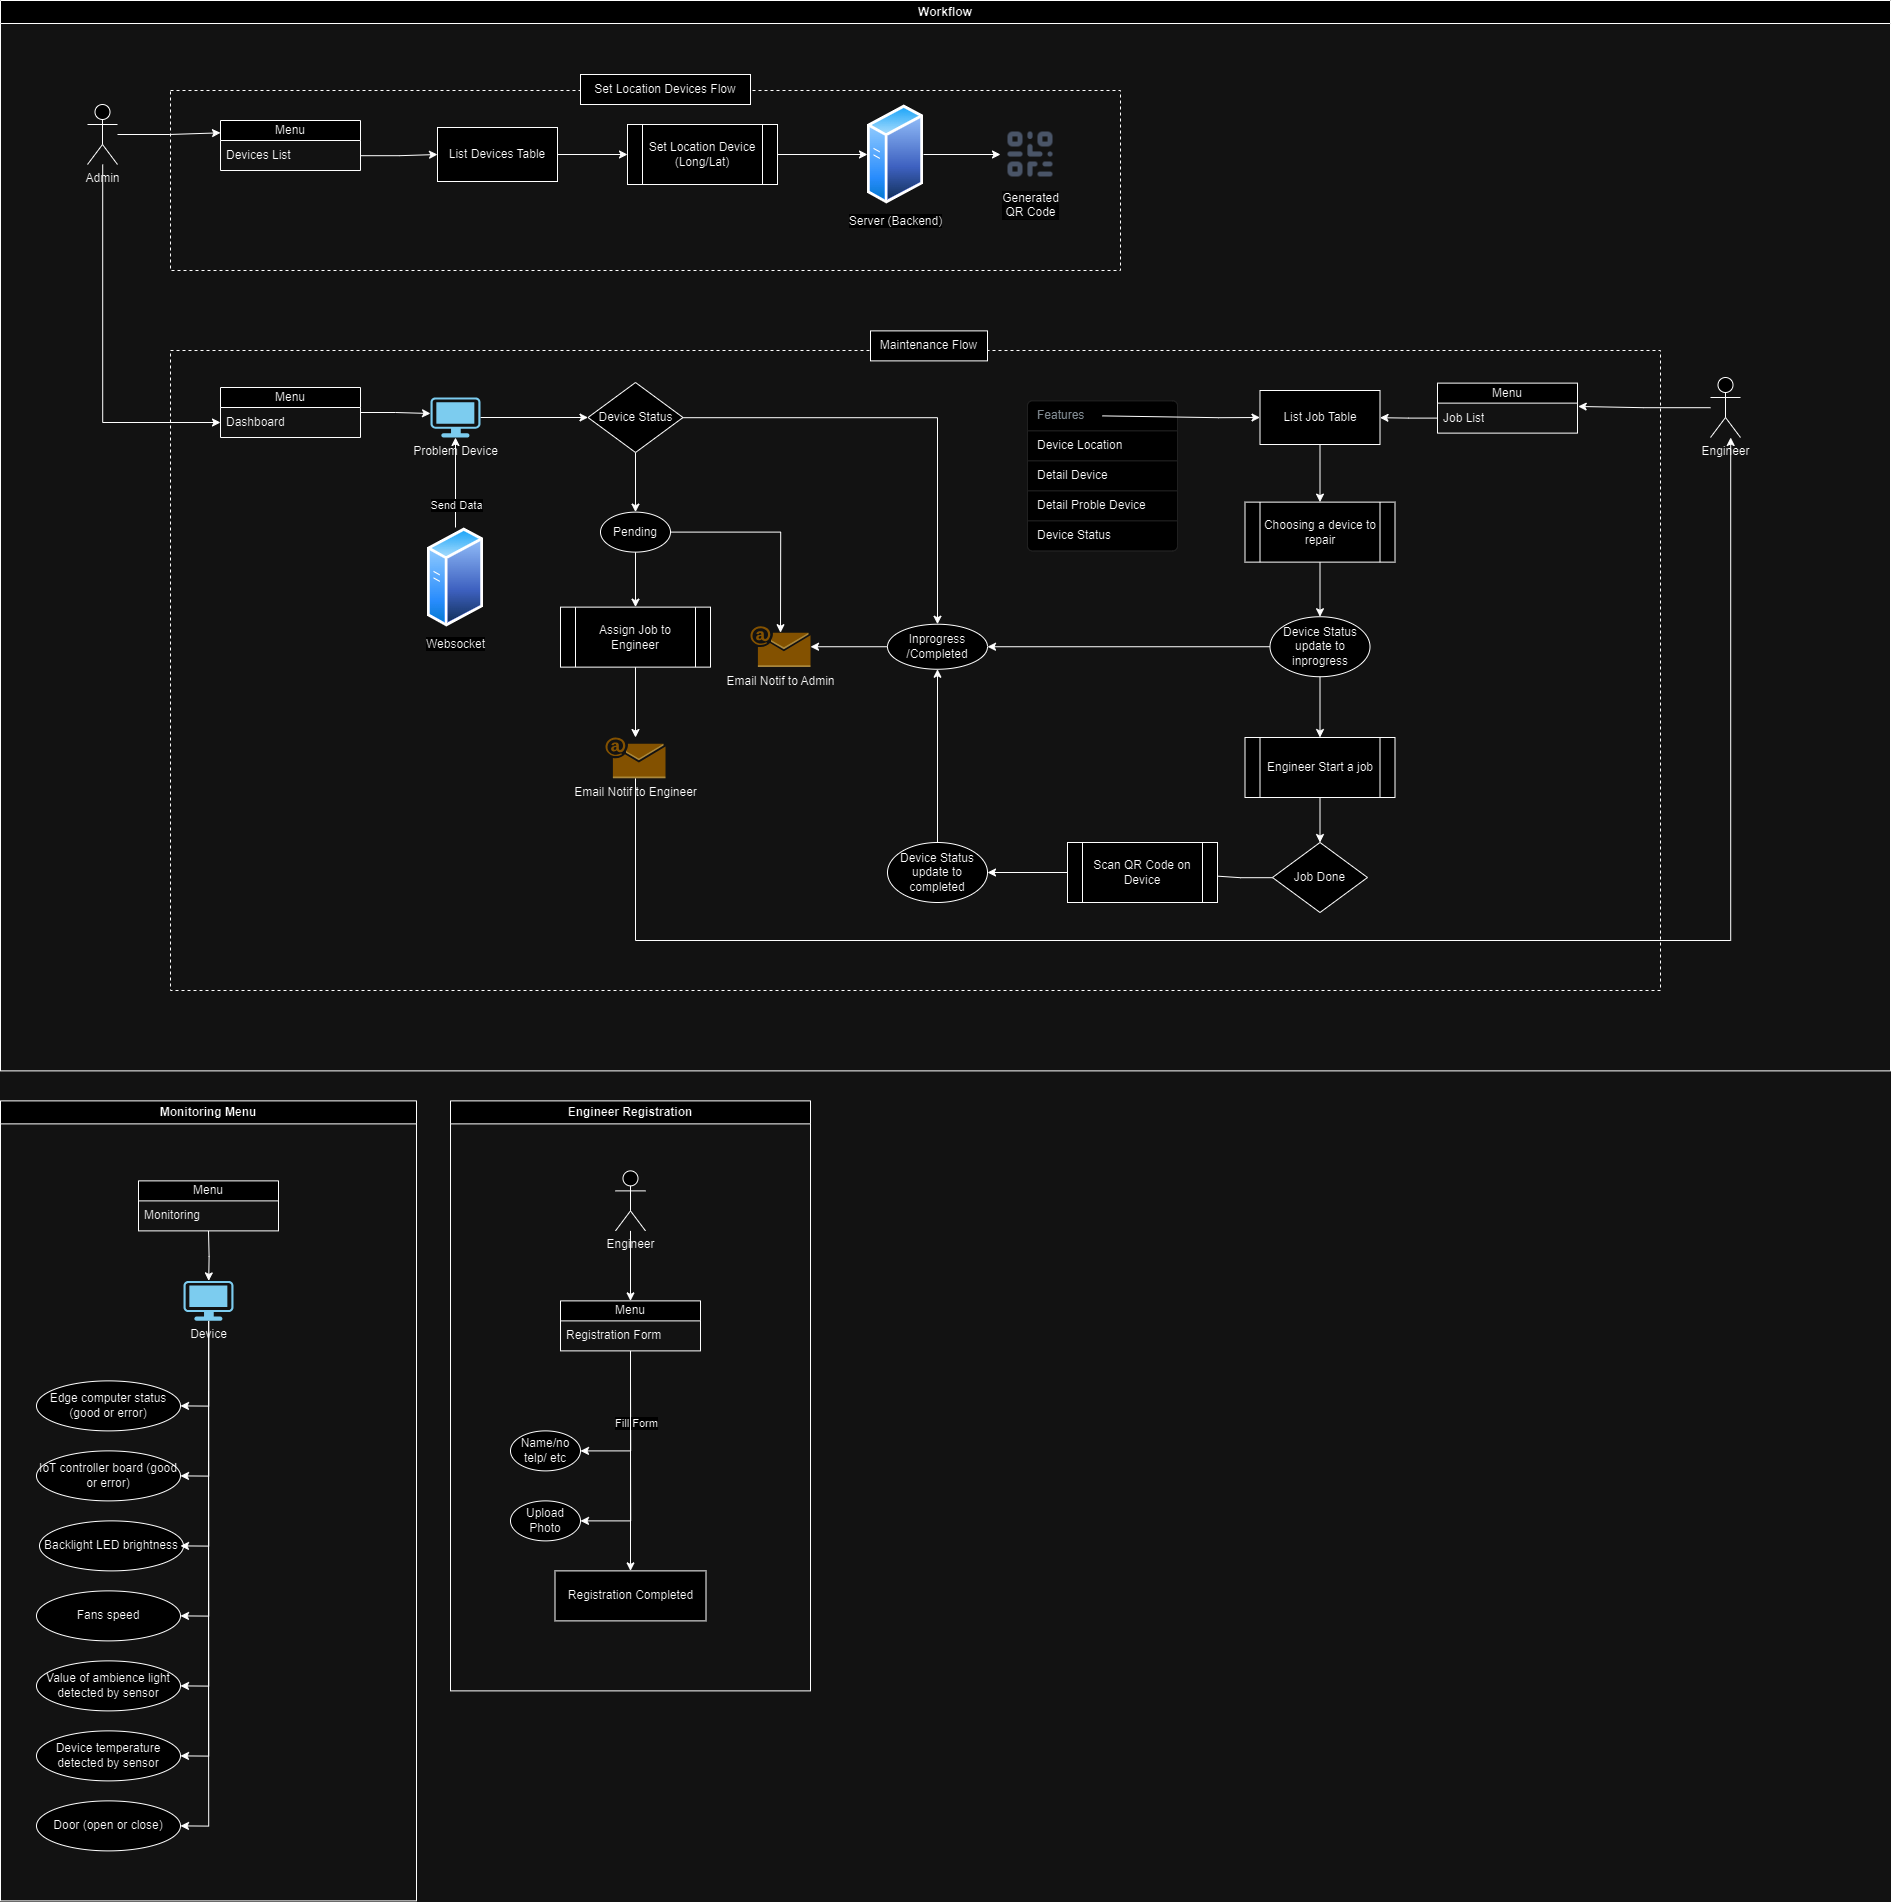 Workflow
Set Location Devices Flow
Admin
Menu
Devices List
List Devices Table
Set Location Device
(Long/Lat)
Server (Backend)
Generated
QR Code
Maintenance Flow
Menu
Dashboard
Problem Device
Send Data
Websocket
Device Status
Pending
Assign Job to
Engineer
@
Email Notif to Engineer
@
Email Notif to Admin
Inprogress
/Completed
Features
Device Location
Detail Device
Detail Proble Device
Device Status
List Job Table
Menu
Job List
Engineer
Choosing a device to
repair
Device Status
update to
inprogress
Engineer Start a job
Job Done
Scan QR Code on
Device
Device Status
update to
completed
Monitoring Menu
Menu
Monitoring
Device
Edge computer status
(good or error)
IoT controller board (good
or error)
Backlight LED brightness
Fans speed
Value of ambience light
detected by sensor
Device temperature
detected by sensor
Door (open or close)
Engineer Registration
Engineer
Menu
Registration Form
Fill Form
Name/no
telp/ etc
Upload
Photo
Registration Completed